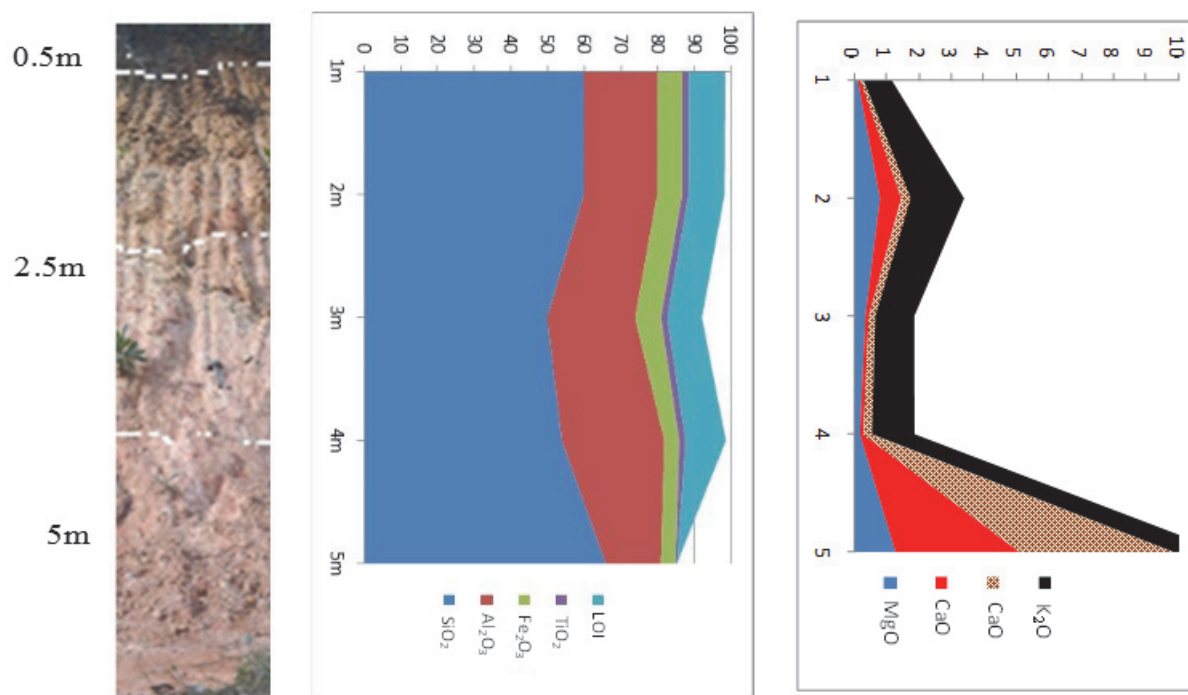 0.5m
2.5m
5m
0 10 20 30 40 50 60 70 80 90 100
1m
2m
3m
4m
5m
SiO₂
Al₂O₃
Fe₂O₃
TiO₂
LOI
0 1 2 3 4 5 6 7 8 9 10
1
2
3
4
5
MgO
CaO
CaO
K₂O